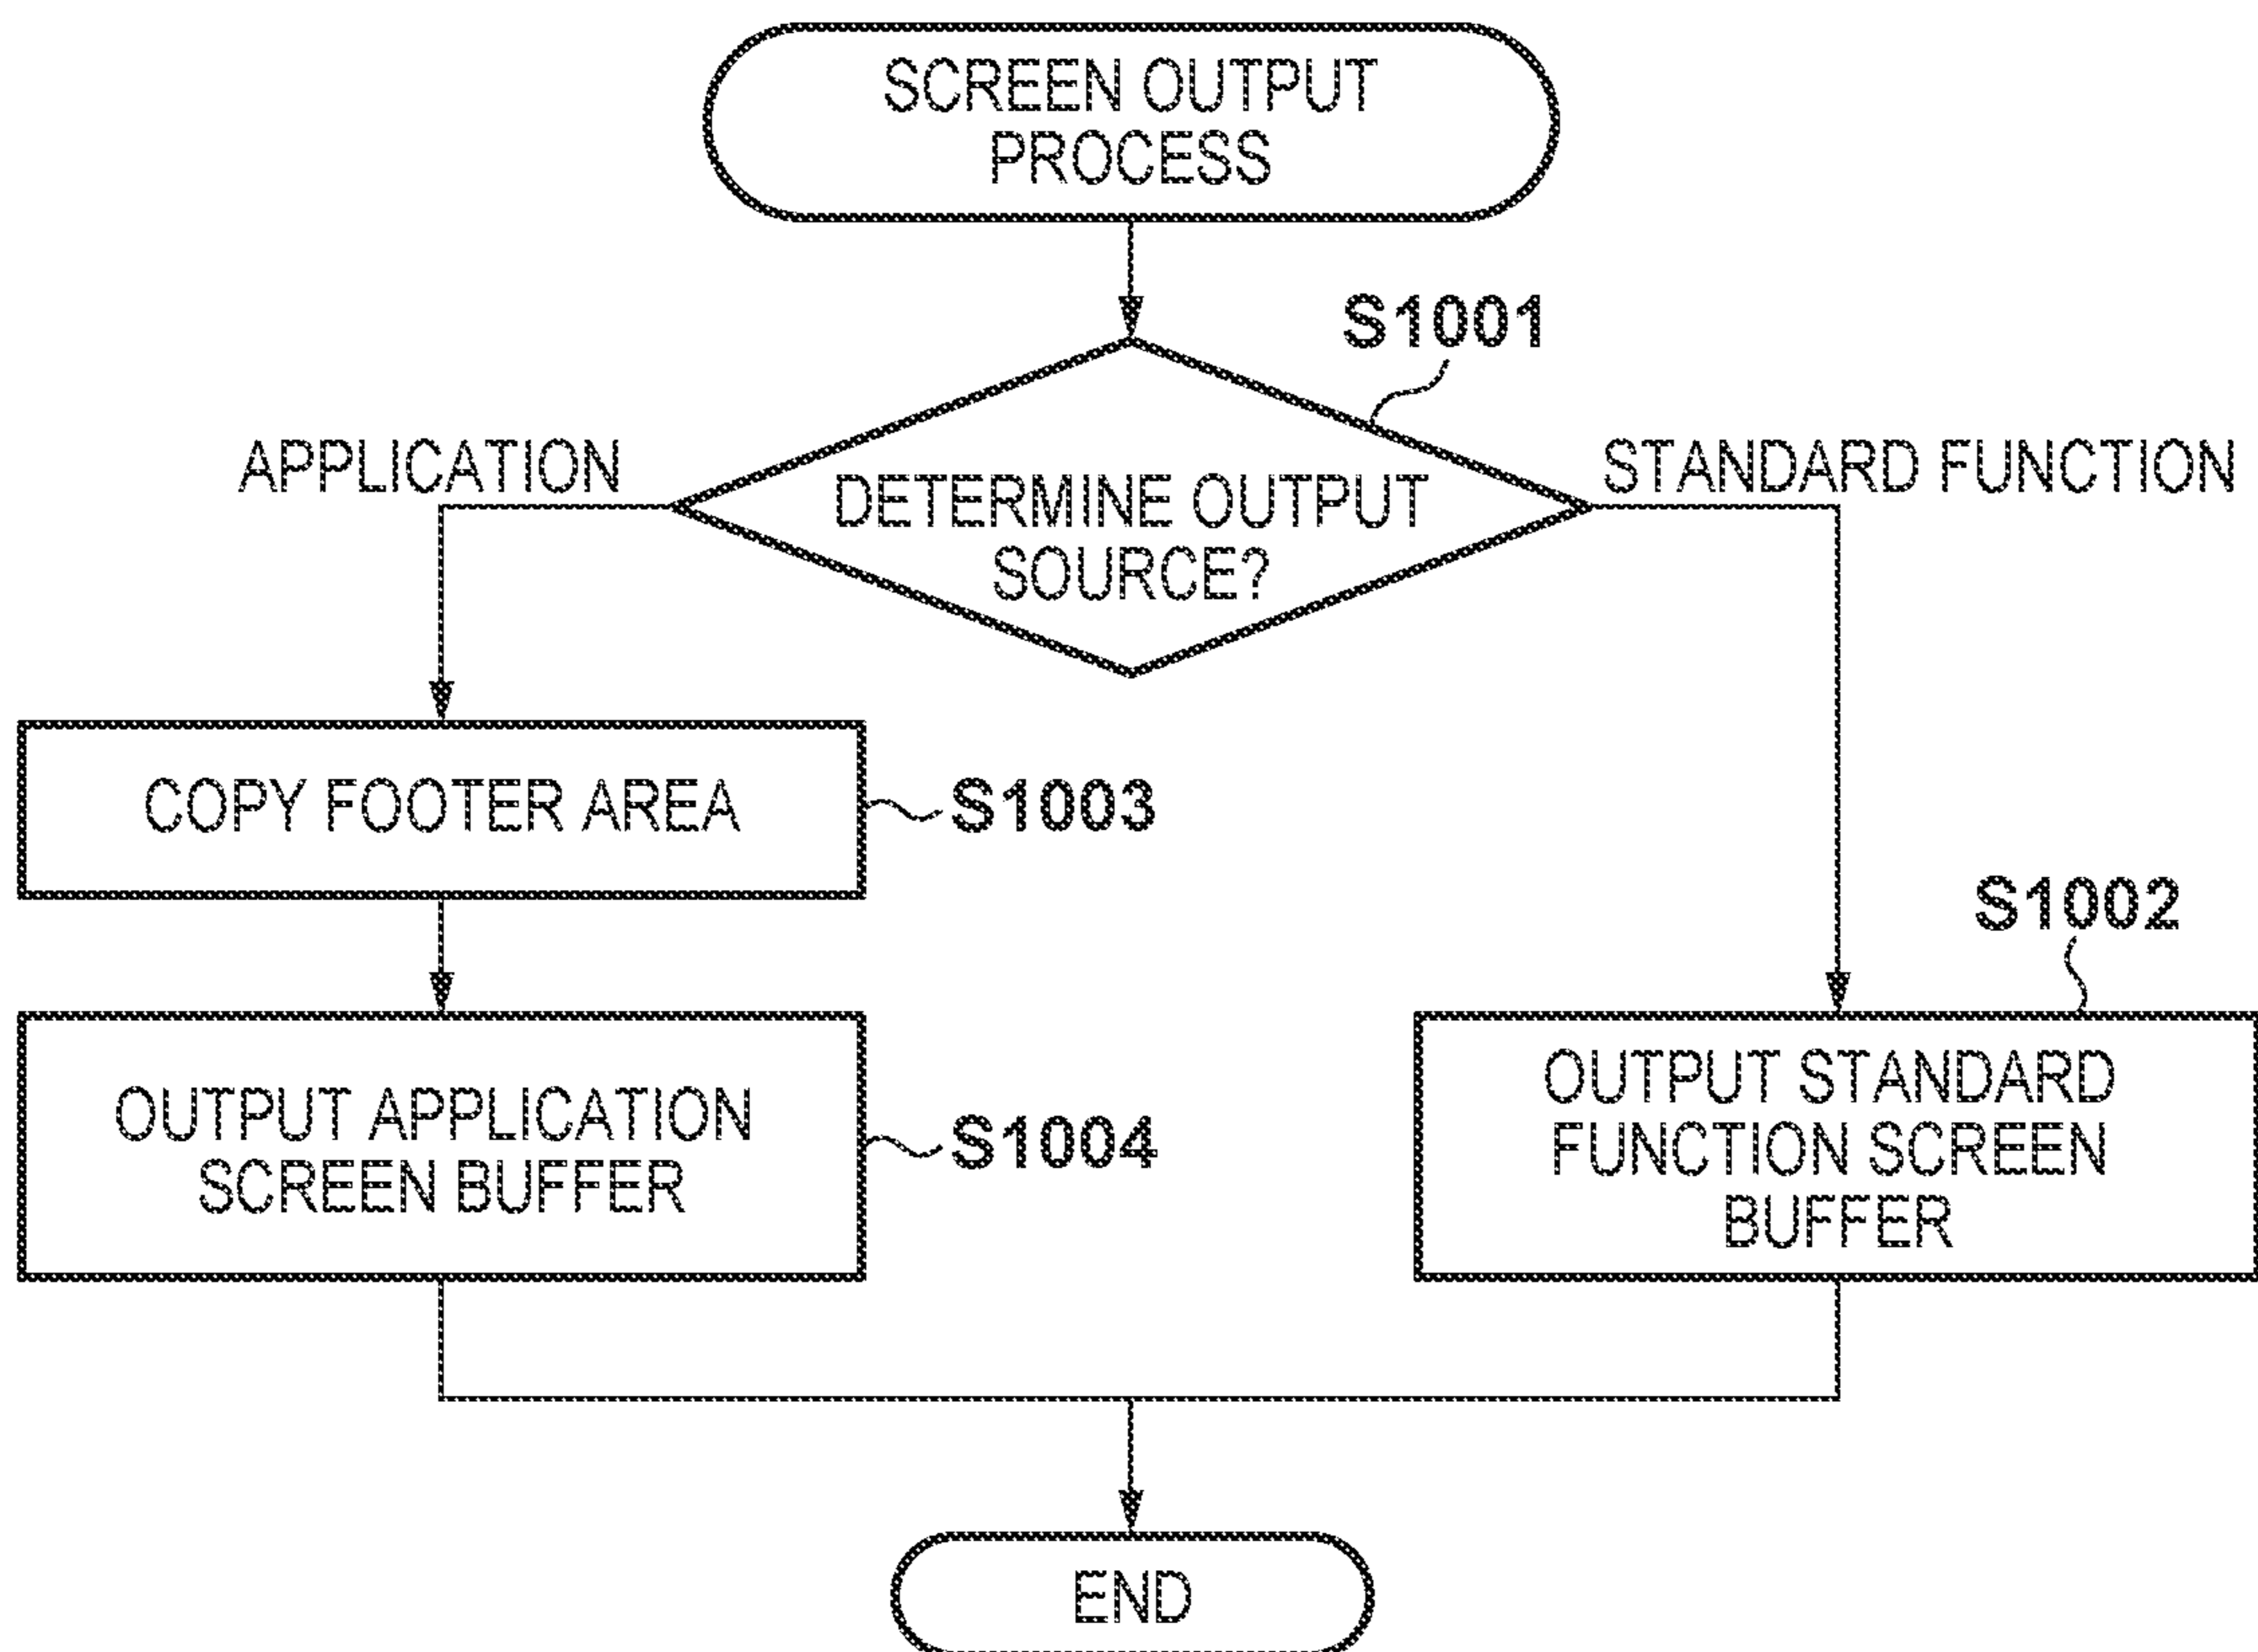 SCREEN OUTPUT
PROCESS
S1001
APPLICATION
STANDARD FUNCTION
DETERMINE OUTPUT
SOURCE?
COPY FOOTER AREA
S1003
S1002
OUTPUT APPLICATION
SCREEN BUFFER
S1004
OUTPUT STANDARD
FUNCTION SCREEN
BUFFER
END